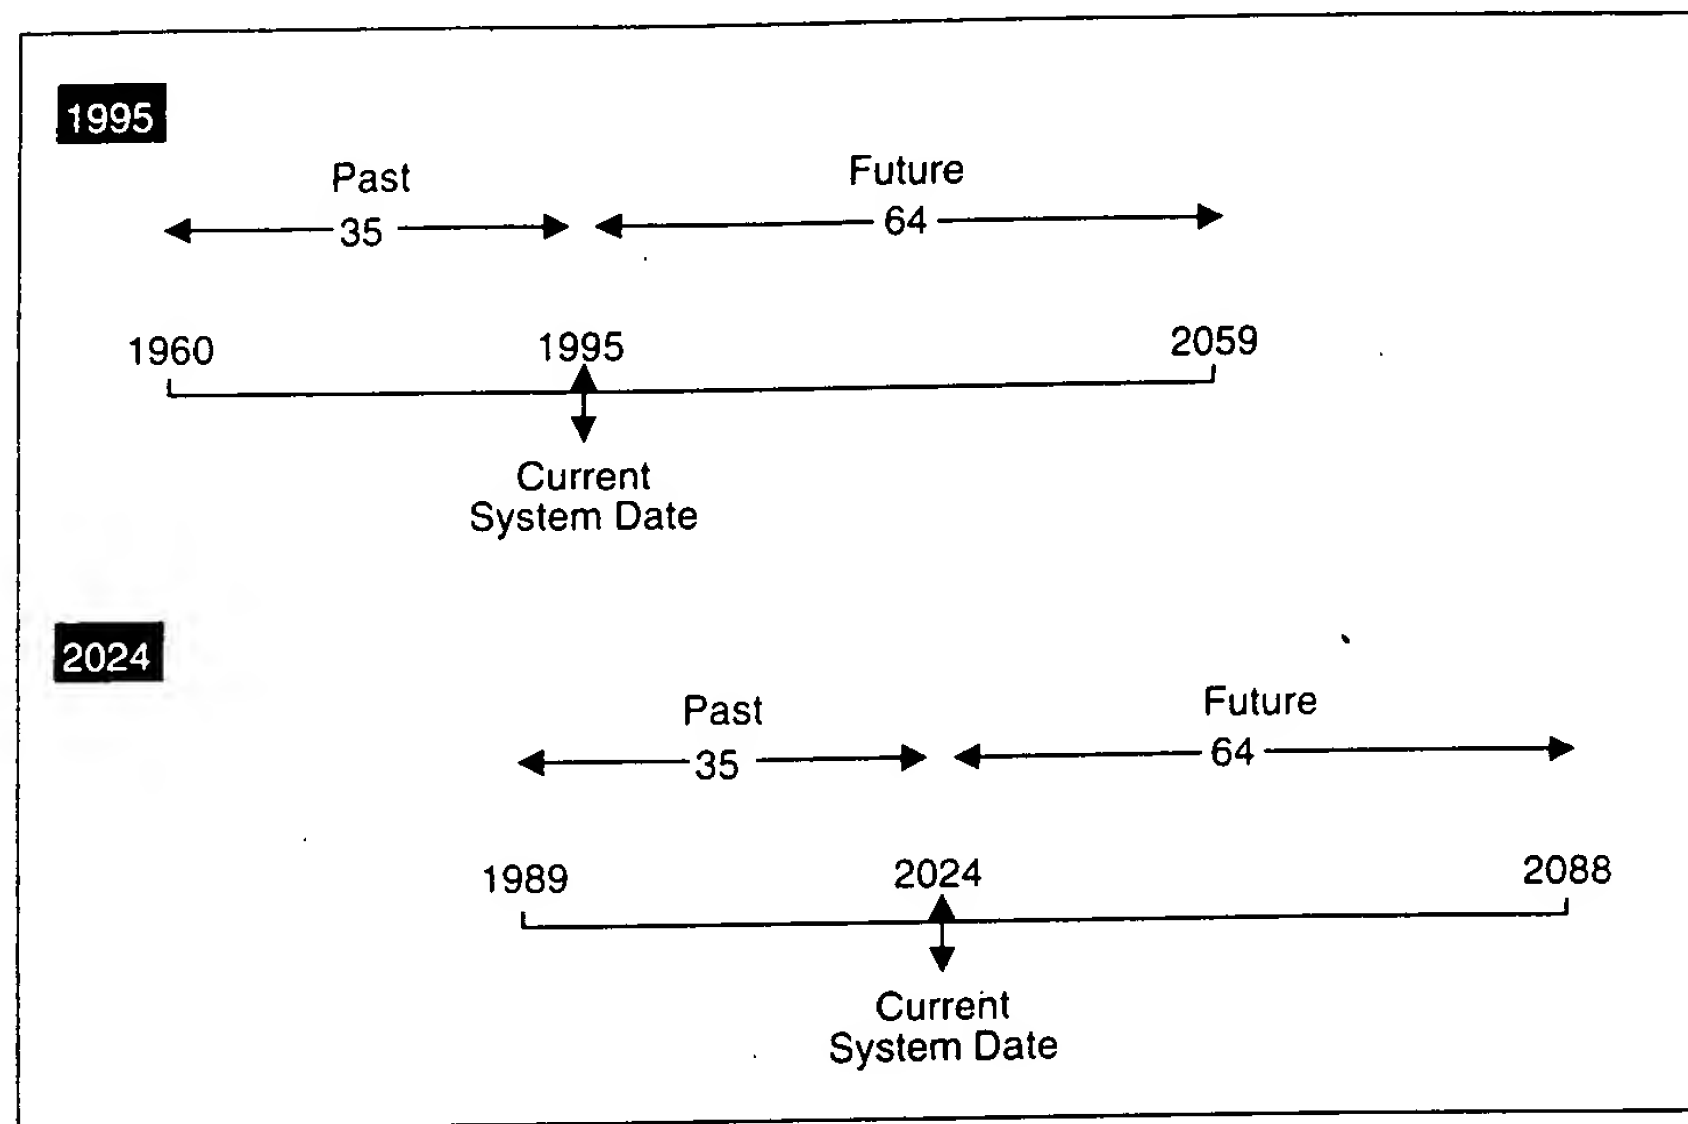 1995
Past Future
35 64
1960 1995 2059
Current
System Date
2024
Past Future
35 64
1989 2024 2088
Current
System Date